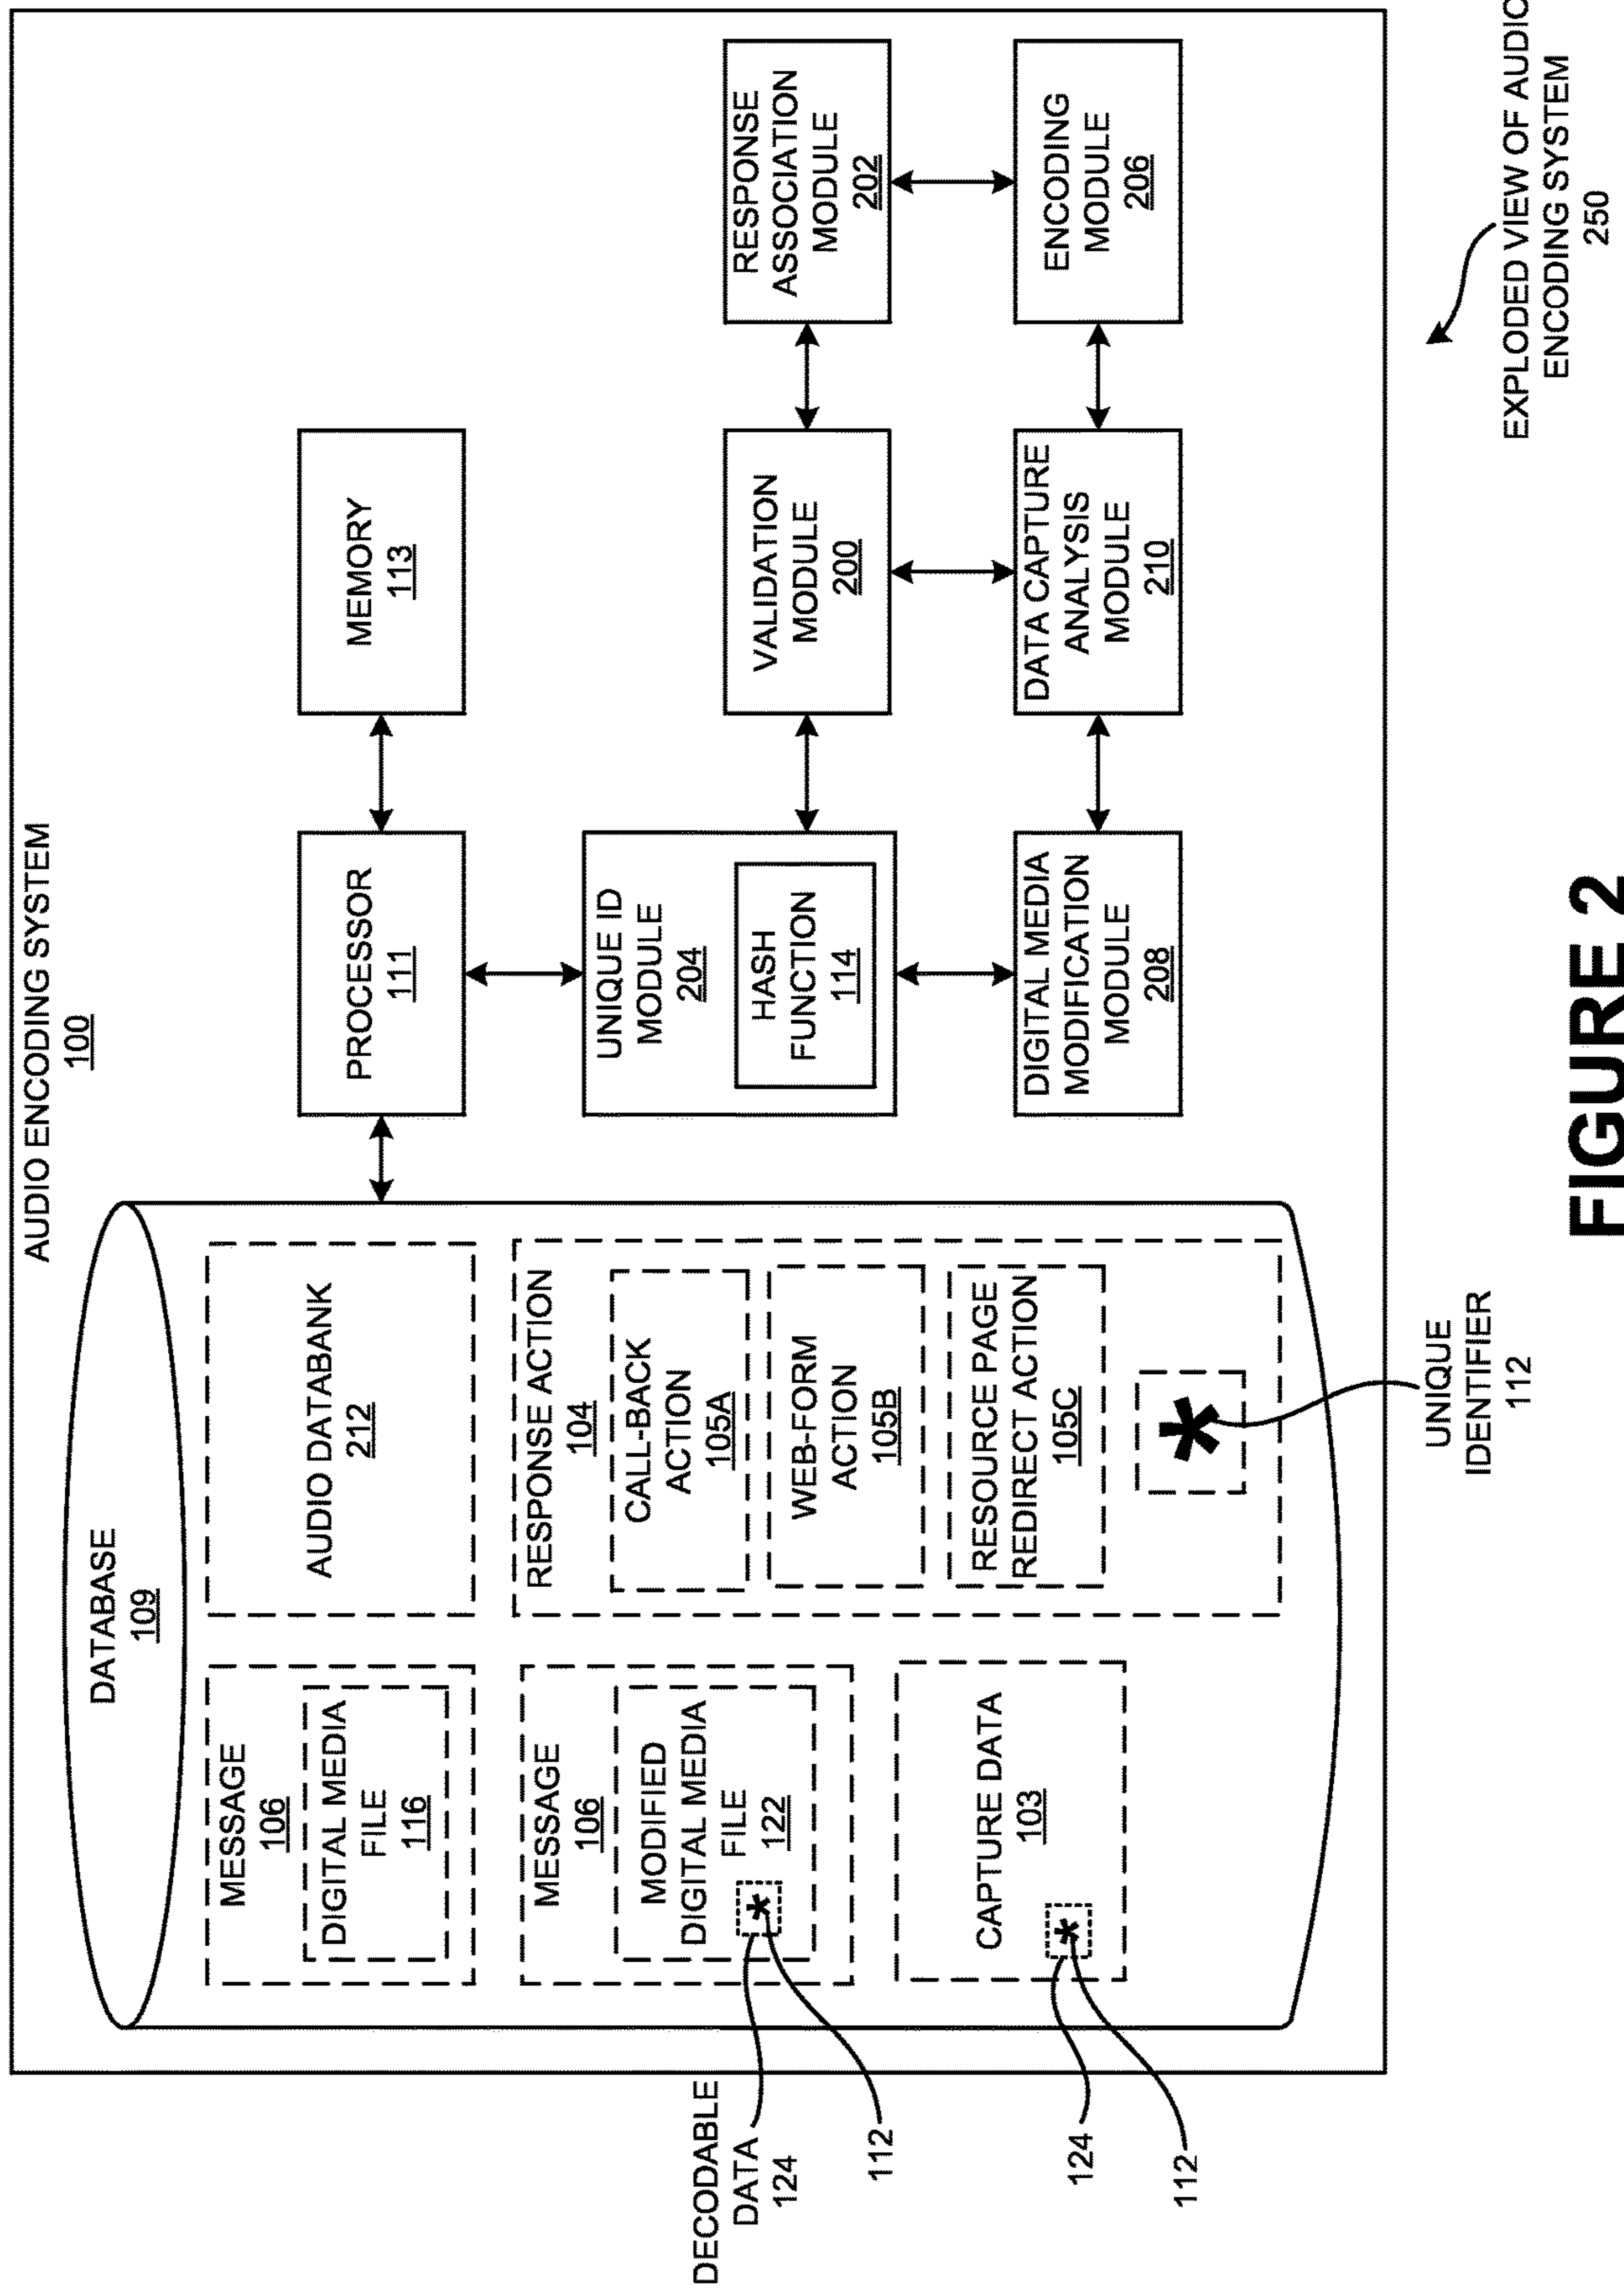 AUDIO ENCODING SYSTEM
100
DATABASE
109
MESSAGE
106
DIGITAL MEDIA
FILE
116
AUDIO DATABANK
212
MESSAGE
106
MODIFIED
DIGITAL MEDIA
FILE
122
*
RESPONSE ACTION
104
CALL-BACK
ACTION
105A
WEB-FORM
ACTION
105B
RESOURCE PAGE
REDIRECT ACTION
105C
*
CAPTURE DATA
103
*
DECODABLE
DATA
124
112
124
112
UNIQUE
IDENTIFIER
112
PROCESSOR
111
MEMORY
113
UNIQUE ID
MODULE
204
HASH
FUNCTION
114
VALIDATION
MODULE
200
RESPONSE
ASSOCIATION
MODULE
202
DIGITAL MEDIA
MODIFICATION
MODULE
208
DATA CAPTURE
ANALYSIS
MODULE
210
ENCODING
MODULE
206
EXPLODED VIEW OF AUDIO
ENCODING SYSTEM
250
FIGURE 2